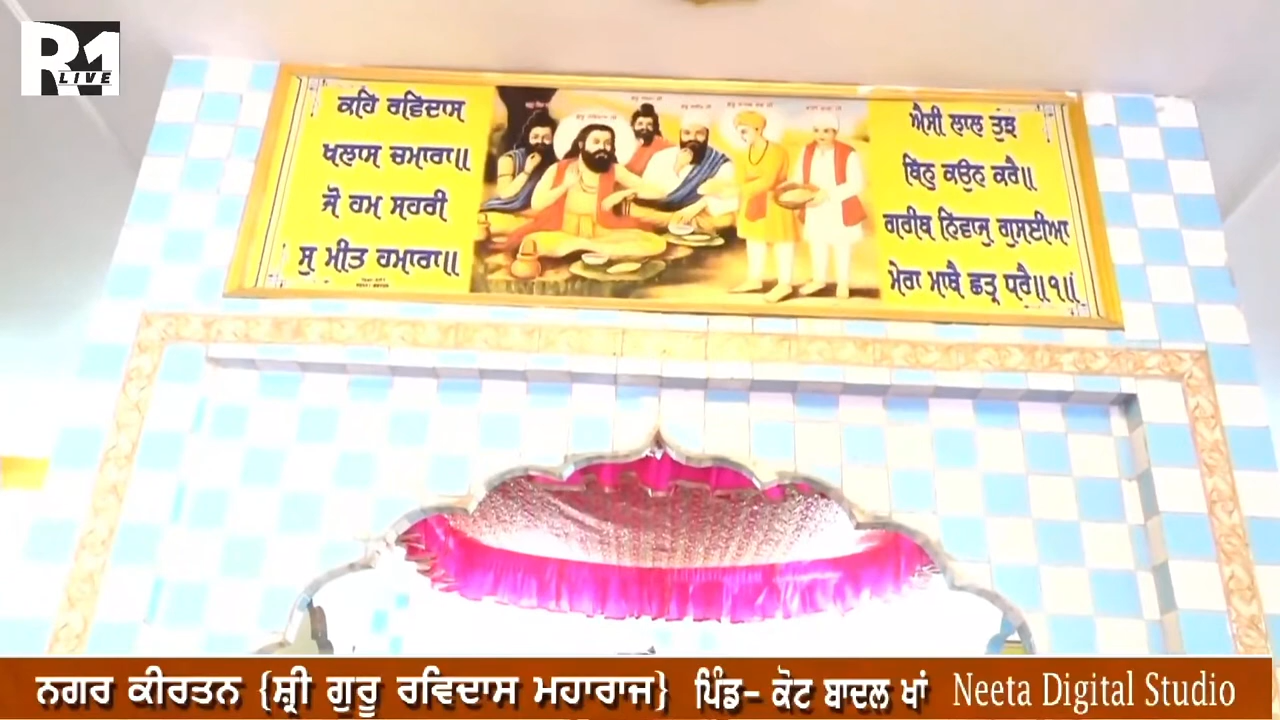 R1
LIVE
ਕਹਿ ਰਵਿਦਾਸ
ਖਲਾਸ ਚਮਾਰਾ॥
ਜੋ ਹਮ ਸਹਰੀ
ਸੁ ਮੀਤ ਹਮਾਰਾ॥
ਐਸੀ ਲਾਲ ਤੁਝ
ਬਿਨੁ ਕਉਨੁ ਕਰੈ॥
ਗਰੀਬ ਨਿਵਾਜੁ ਗੁਸਈਆ
ਮੇਰਾ ਮਾਥੈ ਛਤ੍ਰ ਧਰੈ॥੧॥
ਨਗਰ ਕੀਰਤਨ {ਸ਼੍ਰੀ ਗੁਰੂ ਰਵਿਦਾਸ ਮਹਾਰਾਜ} ਪਿੰਡ- ਕੋਟ ਬਾਦਲ ਖਾਂ Neeta Digital Studio